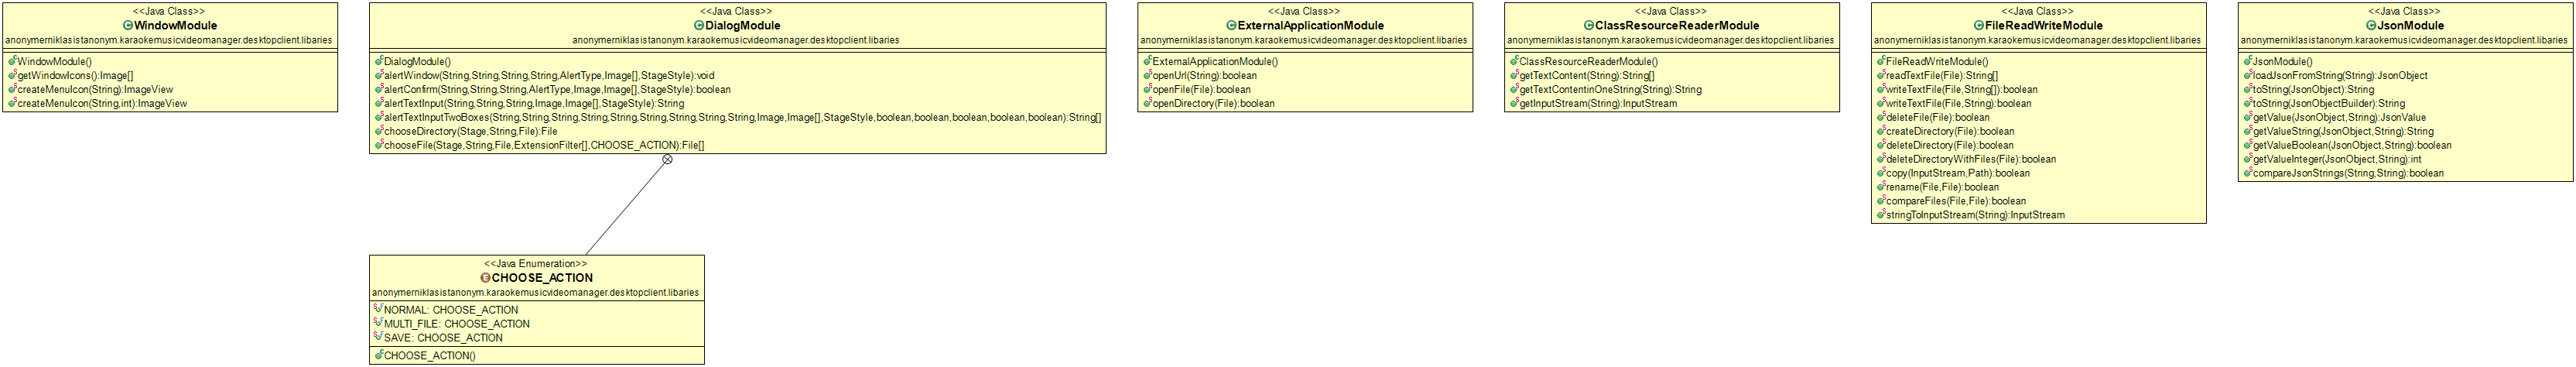 <<Java Class>>
WindowModule
anonymerniklasistanonym.karaokemusicvideomanager.desktopclient.libaries
WindowModule()
getWindowIcons():Image[]
createMenuIcon(String):ImageView
createMenuIcon(String,int):ImageView
<<Java Class>>
DialogModule
anonymerniklasistanonym.karaokemusicvideomanager.desktopclient.libaries
DialogModule()
alertWindow(String,String,String,String,AlertType,Image[],StageStyle):void
alertConfirm(String,String,String,AlertType,Image,Image[],StageStyle):boolean
alertTextInput(String,String,String,Image,Image[],StageStyle):String
alertTextInputTwoBoxes(String,String,String,String,String,String,String,String,Image,Image[],StageStyle,boolean,boolean,boolean,boolean,boolean):String[]
chooseDirectory(Stage,String,File):File
chooseFile(Stage,String,File,ExtensionFilter[],CHOOSE_ACTION):File[]
<<Java Class>>
ExternalApplicationModule
anonymerniklasistanonym.karaokemusicvideomanager.desktopclient.libaries
ExternalApplicationModule()
openUrl(String):boolean
openFile(File):boolean
openDirectory(File):boolean
<<Java Class>>
ClassResourceReaderModule
anonymerniklasistanonym.karaokemusicvideomanager.desktopclient.libaries
ClassResourceReaderModule()
getTextContent(String):String[]
getTextContentinOneString(String):String
getInputStream(String):InputStream
<<Java Class>>
FileReadWriteModule
anonymerniklasistanonym.karaokemusicvideomanager.desktopclient.libaries
FileReadWriteModule()
readTextFile(File):String[]
writeTextFile(File,String[]):boolean
writeTextFile(File,String):boolean
deleteFile(File):boolean
createDirectory(File):boolean
deleteDirectory(File):boolean
deleteDirectoryWithFiles(File):boolean
copy(InputStream,Path):boolean
rename(File,File):boolean
compareFiles(File,File):boolean
stringToInputStream(String):InputStream
<<Java Class>>
JsonModule
anonymerniklasistanonym.karaokemusicvideomanager.desktopclient.libaries
JsonModule()
loadJsonFromString(String):JsonObject
toString(JsonObject):String
toString(JsonObjectBuilder):String
getValue(JsonObject,String):JsonValue
getValueString(JsonObject,String):String
getValueBoolean(JsonObject,String):boolean
getValueInteger(JsonObject,String):int
compareJsonStrings(String,String):boolean
<<Java Enumeration>>
CHOOSE_ACTION
anonymerniklasistanonym.karaokemusicvideomanager.desktopclient.libaries
NORMAL: CHOOSE_ACTION
MULTI_FILE: CHOOSE_ACTION
SAVE: CHOOSE_ACTION
CHOOSE_ACTION()